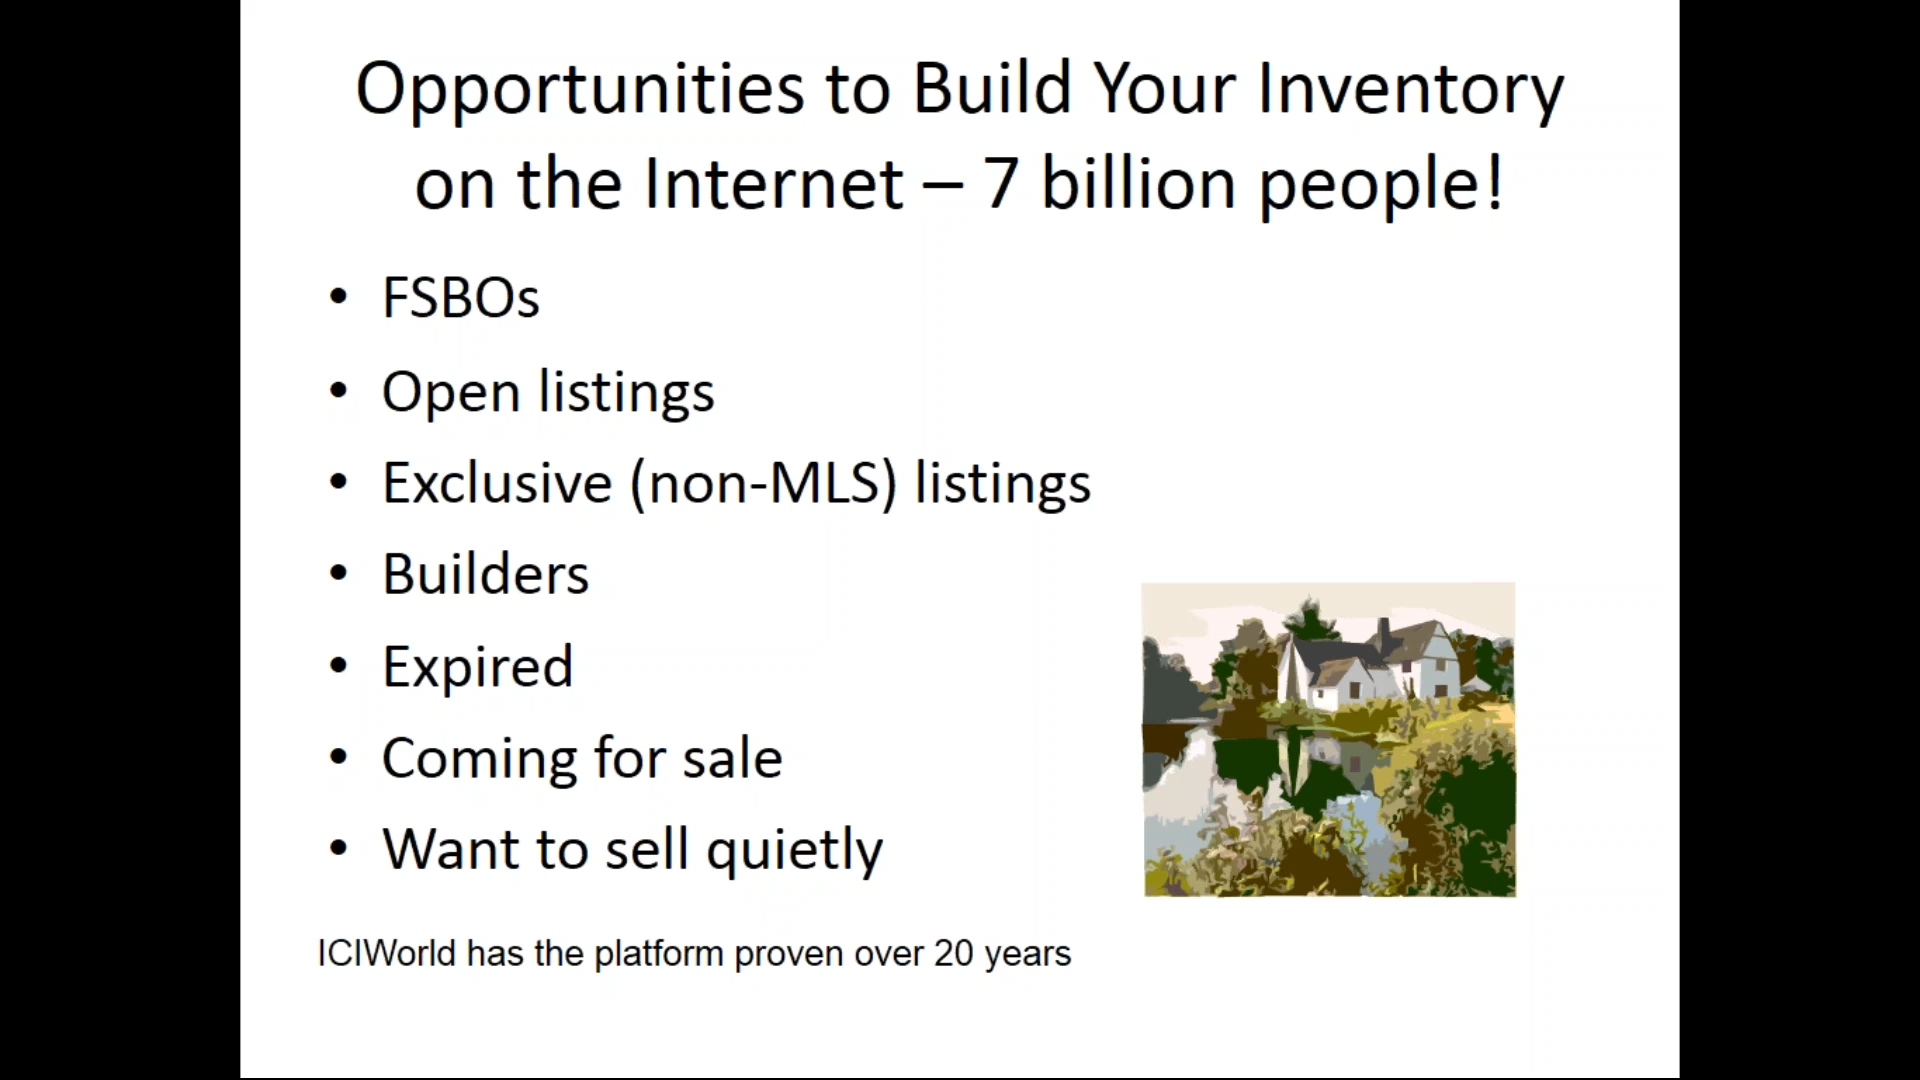 Opportunities to Build Your Inventory
on the Internet – 7 billion people!
• FSBOs
• Open listings
• Exclusive (non-MLS) listings
• Builders
• Expired
• Coming for sale
• Want to sell quietly
ICIWorld has the platform proven over 20 years